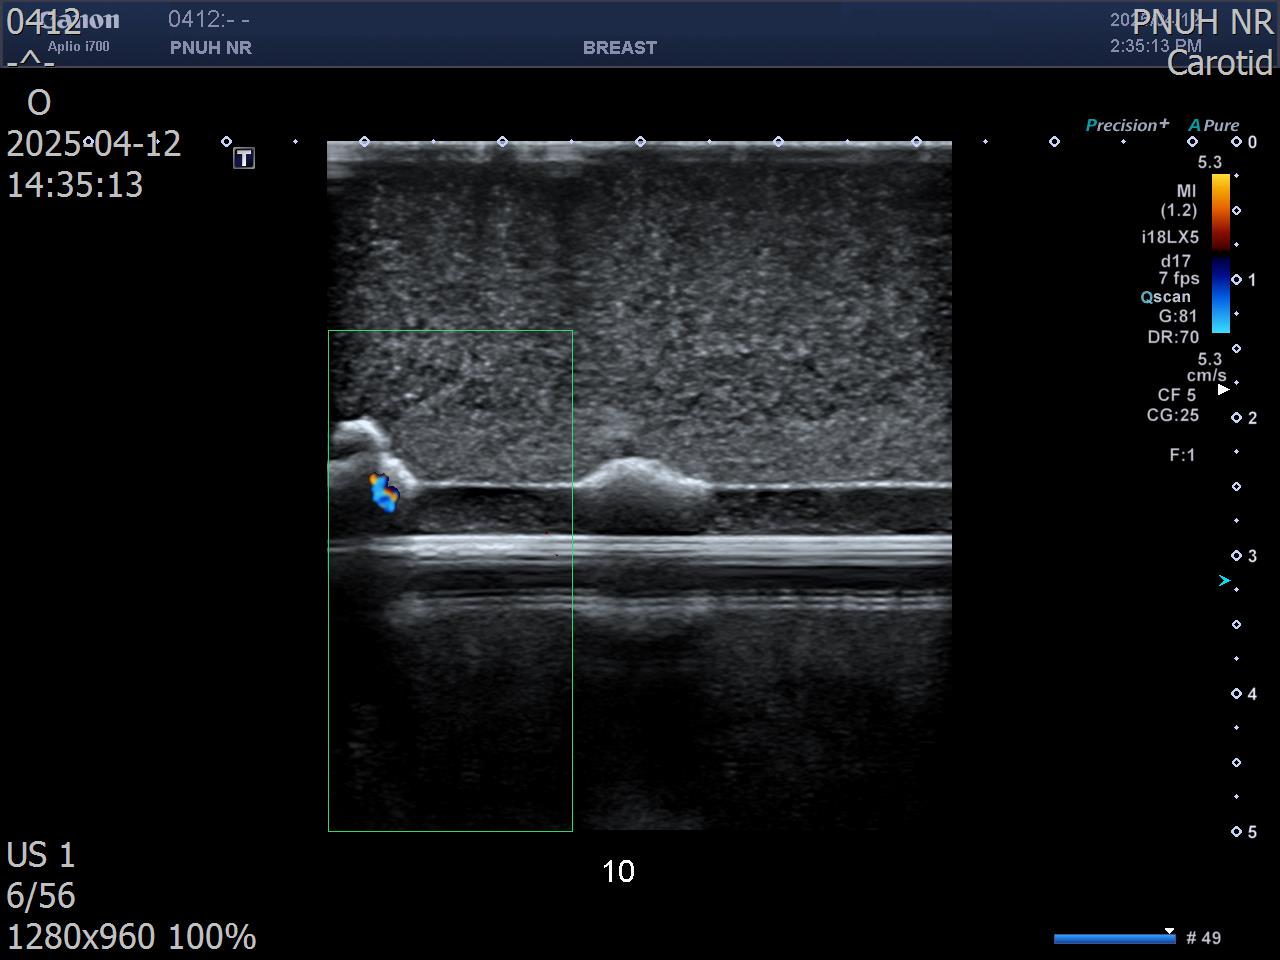 0412
Canon
0412:- -
PNUH NR
Aplio i700
PNUH NR
BREAST
2:35:13 PM
-^-
Carotid
O
2025-04-12
14:35:13
T
Precision+
A Pure
0
5.3
MI
(1.2)
i18LX5
d17
7 fps
Qscan
G:81
DR:70
1
5.3
cm/s
CF 5
CG:25
2
F:1
3
4
5
US 1
6/56
1280x960 100%
10
# 49